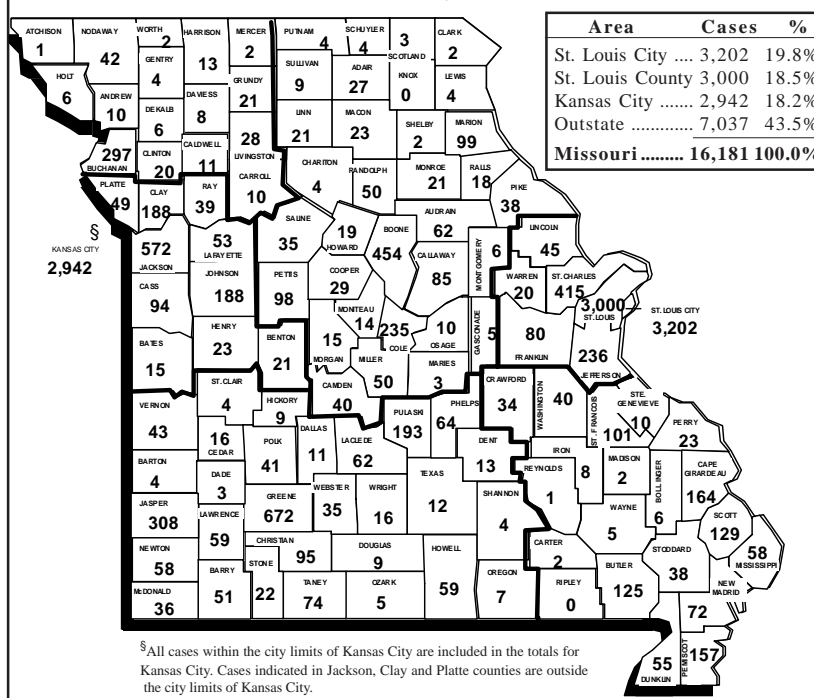 Area Cases %
St. Louis City .... 3,202 19.8%
St. Louis County 3,000 18.5%
Kansas City ....... 2,942 18.2%
Outstate ............. 7,037 43.5%
Missouri......... 16,181 100.0%
ATCHISON
1
NODAWAY
42
WORTH
2
HARRISON
13
MERCER
2
PUTNAM
4
SCHUYLER
4
3
SCOTLAND
CLARK
2
HOLT
6
GENTRY
4
GRUNDY
21
SULLIVAN
9
ADAIR
27
KNOX
0
LEWIS
4
ANDREW
10
DEKALB
6
DAVIESS
8
28
LIVINGSTON
LINN
21
MACON
23
SHELBY
2
MARION
99
297
BUCHANAN
CLINTON
20
CALDWELL
11
CARROLL
10
CHARITON
4
RANDOLPH
50
MONROE
21
RALLS
18
PIKE
38
PLATTE
49
CLAY
188
RAY
39
§
KANSAS CITY
2,942
572
JACKSON
53
LAFAYETTE
SALINE
35
19
HOWARD
BOONE
454
AUDRAIN
62
CALLAWAY
85
MONTGOMERY
6
LINCOLN
45
WARREN
20
ST. CHARLES
415
3,000
ST. LOUIS
ST. LOUIS CITY
3,202
CASS
94
JOHNSON
188
PETTIS
98
COOPER
29
MONITEAU
14
235
COLE
10
OSAGE
GASCONADE
5
80
FRANKLIN
236
JEFFERSON
BATES
15
HENRY
23
BENTON
21
15
MORGAN
MILLER
50
MARIES
3
CAMDEN
40
VERNON
43
ST. CLAIR
4
HICKORY
9
PULASKI
193
PHELPS
64
CRAWFORD
34
WASHINGTON
40
ST. FRANCOIS
101
STE.
GENEVIEVE
10
PERRY
23
16
CEDAR
POLK
41
DALLAS
11
LACLEDE
62
DENT
13
IRON
8
REYNOLDS
1
MADISON
2
BOLLINGER
6
CAPE
GIRARDEAU
164
BARTON
4
DADE
3
GREENE
672
WEBSTER
35
WRIGHT
16
TEXAS
12
SHANNON
4
WAYNE
5
SCOTT
129
JASPER
308
LAWRENCE
59
CHRISTIAN
95
DOUGLAS
9
HOWELL
59
CARTER
2
BUTLER
125
STODDARD
38
58
MISSISSIPPI
NEWTON
58
BARRY
51
STONE
22
TANEY
74
OZARK
5
OREGON
7
RIPLEY
0
NEW
MADRID
72
McDONALD
36
55
DUNKLIN
PEMISCOT
157
§All cases within the city limits of Kansas City are included in the totals for
Kansas City. Cases indicated in Jackson, Clay and Platte counties are outside
the city limits of Kansas City.